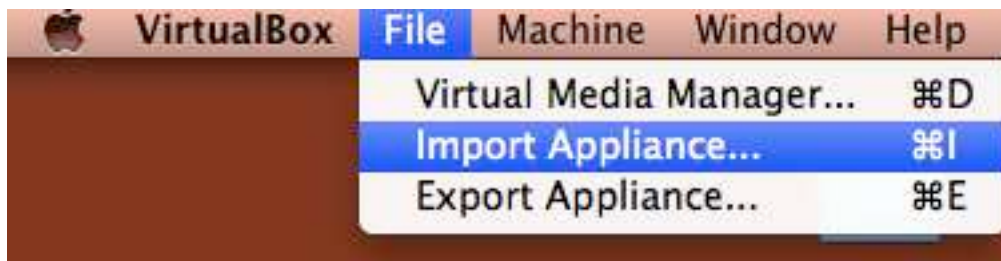 VirtualBox File Machine Window Help
Virtual Media Manager... ⌘D
Import Appliance... ⌘I
Export Appliance... ⌘E